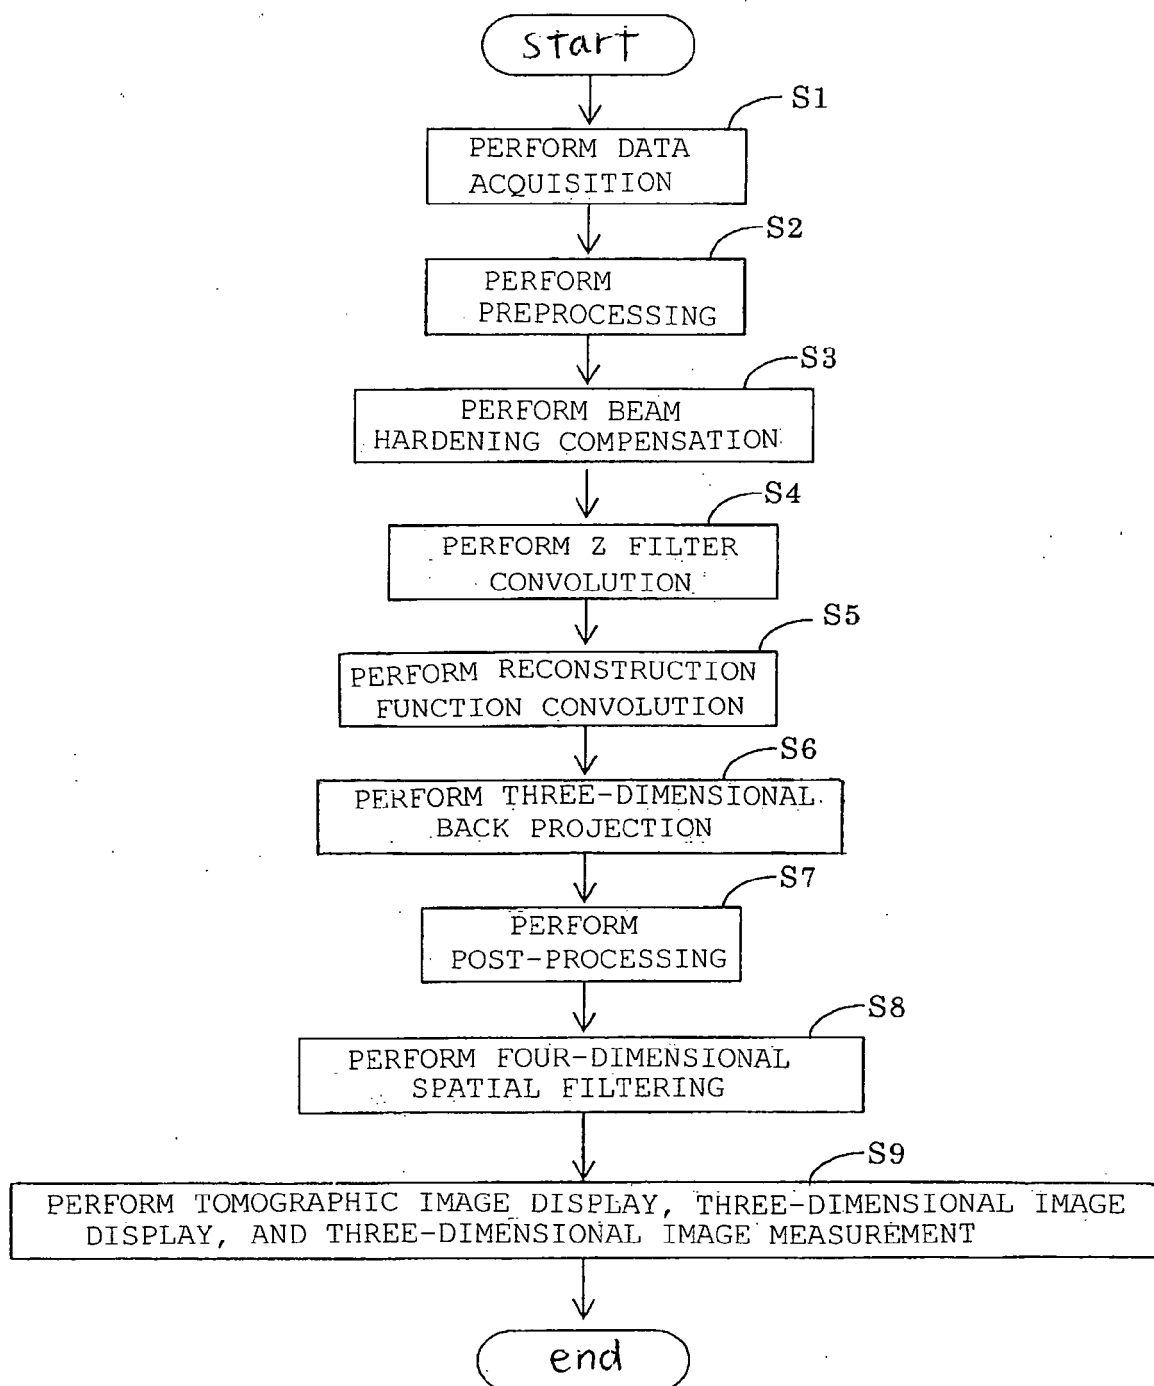 start
S1
PERFORM DATA
ACQUISITION
S2
PERFORM
PREPROCESSING
S3
PERFORM BEAM
HARDENING COMPENSATION
S4
PERFORM Z FILTER
CONVOLUTION
S5
PERFORM RECONSTRUCTION
FUNCTION CONVOLUTION
S6
PERFORM THREE-DIMENSIONAL
BACK PROJECTION
S7
PERFORM
POST-PROCESSING
S8
PERFORM FOUR-DIMENSIONAL
SPATIAL FILTERING
S9
PERFORM TOMOGRAPHIC IMAGE DISPLAY, THREE-DIMENSIONAL IMAGE
DISPLAY, AND THREE-DIMENSIONAL IMAGE MEASUREMENT
end